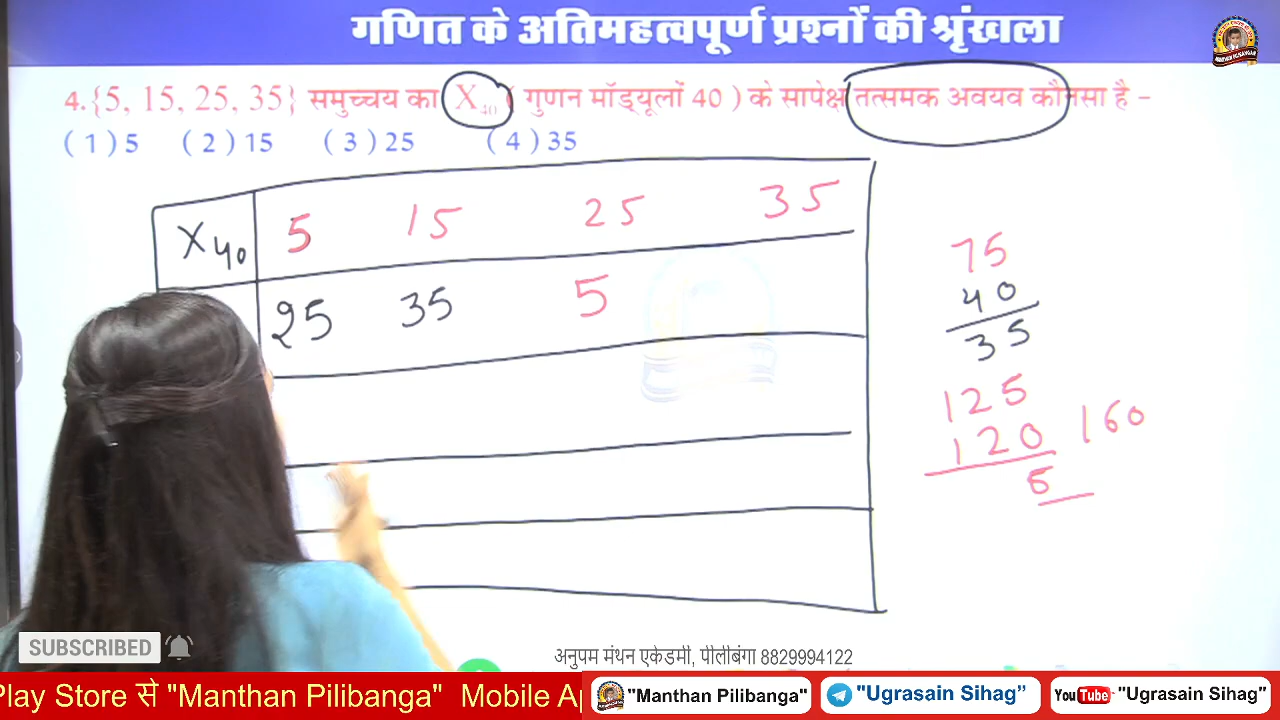 गणित के अतिमहत्वपूर्ण प्रश्नों की श्रृंखला
4.{5, 15, 25, 35} समुच्चय का X₄₀ ( गुणन मॉड्यूलों 40 ) के सापेक्ष तत्समक अवयव कौनसा है -
( 1 ) 5 ( 2 ) 15 ( 3 ) 25 ( 4 ) 35
X₄₀ 5 15 25 35
25 35 5
75
40
35
125
120 160
5
SUBSCRIBED
अनुपम मंथन एकेडमी, पीलीबंगा 8829994122
Play Store से "Manthan Pilibanga" Mobile Ap
"Manthan Pilibanga" "Ugrasain Sihag" YouTube "Ugrasain Sihag"